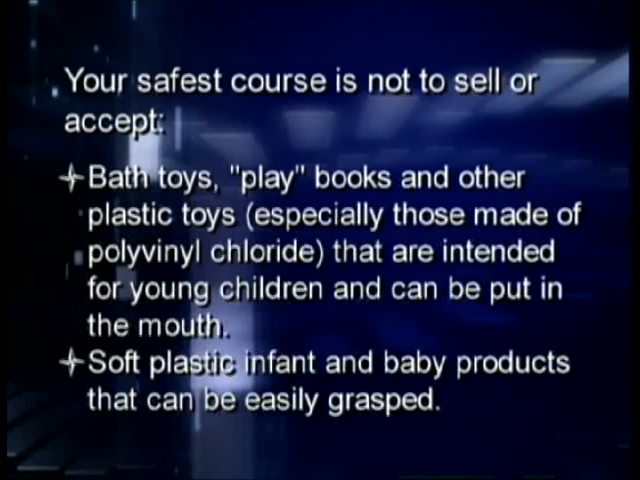 Your safest course is not to sell or
accept:
Bath toys, "play" books and other
plastic toys (especially those made of
polyvinyl chloride) that are intended
for young children and can be put in
the mouth.
Soft plastic infant and baby products
that can be easily grasped.